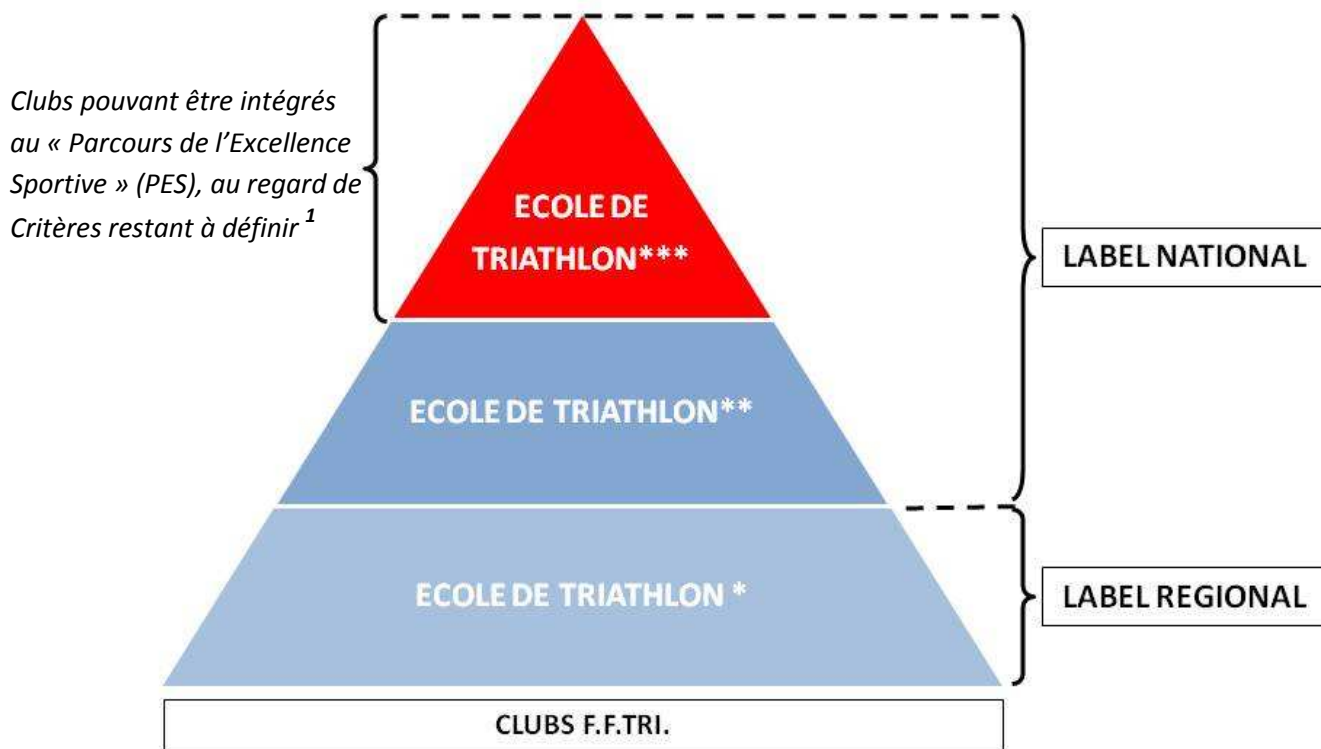 Clubs pouvant être intégrés
au « Parcours de l’Excellence
Sportive » (PES), au regard de
Critères restant à définir ¹
ECOLE DE
TRIATHLON***
LABEL NATIONAL
ECOLE DE TRIATHLON**
ECOLE DE TRIATHLON *
LABEL REGIONAL
CLUBS F.F.TRI.